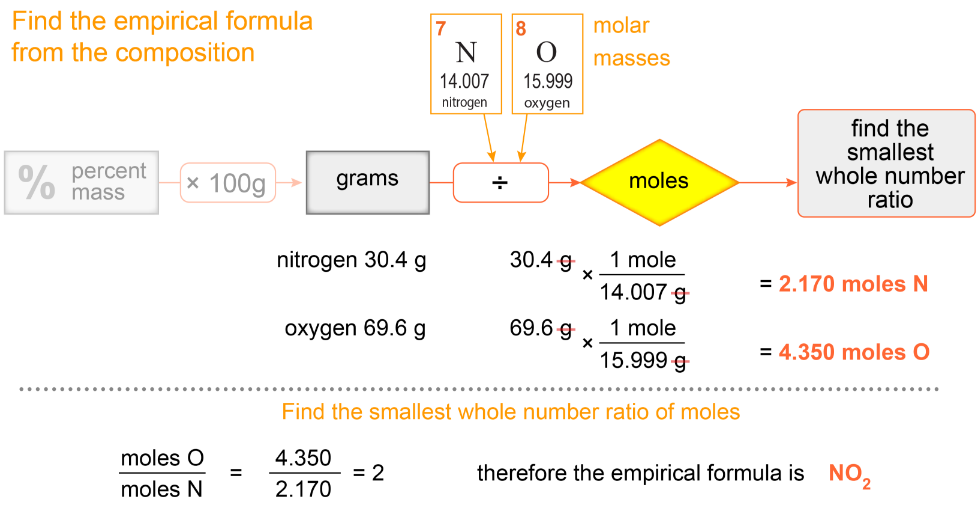 Find the empirical formula
from the composition
7
N
14.007
nitrogen
8
O
15.999
oxygen
molar
masses
% percent
mass
× 100g
grams
÷
moles
find the
smallest
whole number
ratio
nitrogen 30.4 g
30.4 g × 1 mole
14.007 g
= 2.170 moles N
oxygen 69.6 g
69.6 g × 1 mole
15.999 g
= 4.350 moles O
Find the smallest whole number ratio of moles
moles O
moles N
=
4.350
2.170
= 2
therefore the empirical formula is NO₂